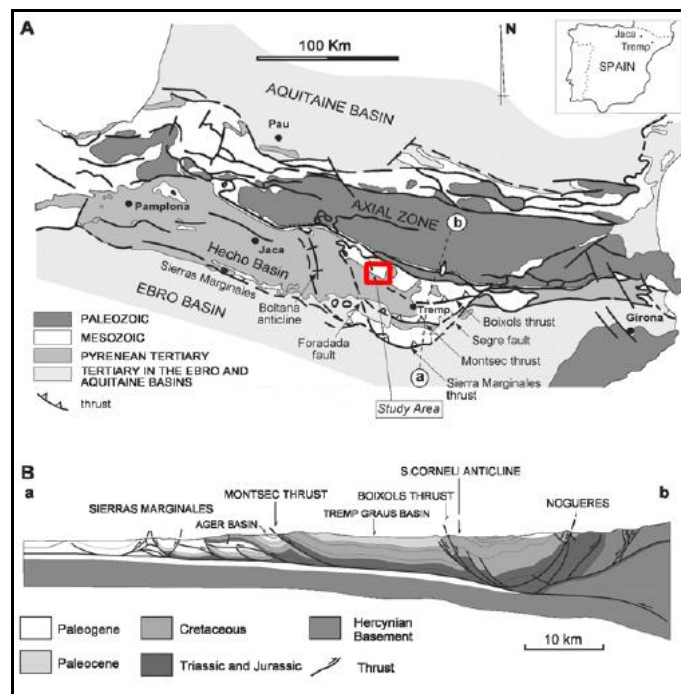 A
100 Km
N
Jaca
Tremp
SPAIN
AQUITAINE BASIN
Pau
AXIAL ZONE
b
Pamplona
Jaca
Hecho Basin
Sierras Marginales
EBRO BASIN
Boltana
anticline
Foradada
fault
Tremp
Boixols thrust
Segre fault
Montsec thrust
Sierra Marginales
thrust
Girona
a
Study Area
PALEOZOIC
MESOZOIC
PYRENEAN TERTIARY
TERTIARY IN THE EBRO AND
AQUITAINE BASINS
thrust
B
a
S.CORNELI ANTICLINE
MONTSEC THRUST
BOIXOLS THRUST
b
SIERRAS MARGINALES
AGER BASIN
TREMP GRAUS BASIN
NOGUERES
Paleogene
Cretaceous
Hercynian
Basement
Paleocene
Triassic and Jurassic
Thrust
10 km